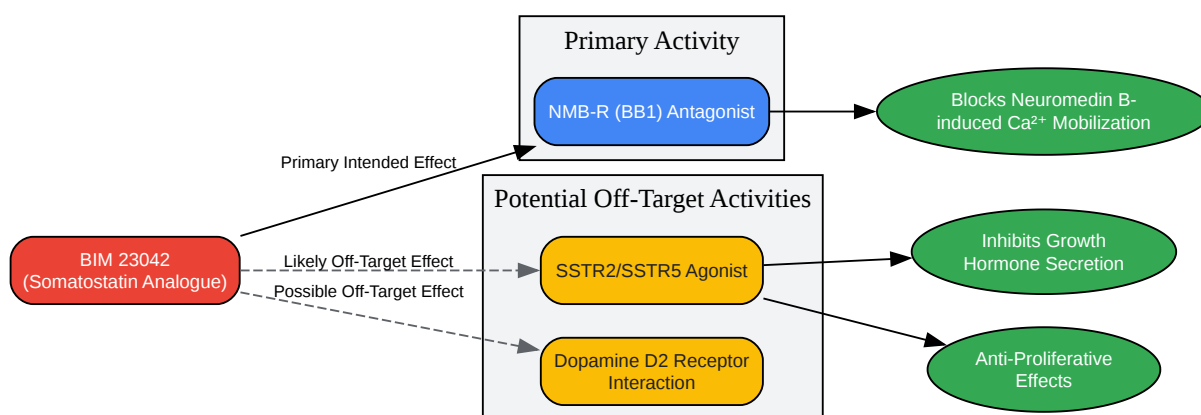 Primary Activity
NMB-R (BB1) Antagonist
Blocks Neuromedin B-
induced Ca²⁺ Mobilization
Primary Intended Effect
Potential Off-Target Activities
BIM 23042
(Somatostatin Analogue)
Likely Off-Target Effect
SSTR2/SSTR5 Agonist
Inhibits Growth
Hormone Secretion
Possible Off-Target Effect
Dopamine D2 Receptor
Interaction
Anti-Proliferative
Effects